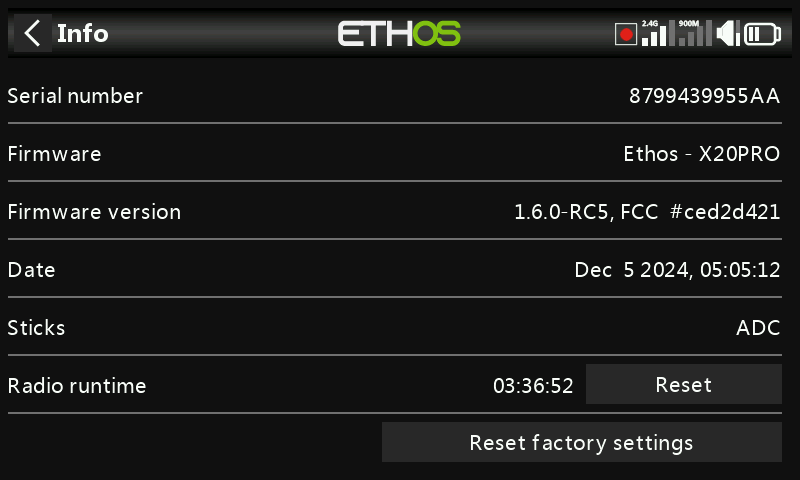 Info
ETHOS
2.4G
900M
Serial number 8799439955AA
Firmware Ethos - X20PRO
Firmware version 1.6.0-RC5, FCC #ced2d421
Date Dec 5 2024, 05:05:12
Sticks ADC
Radio runtime 03:36:52 Reset
Reset factory settings